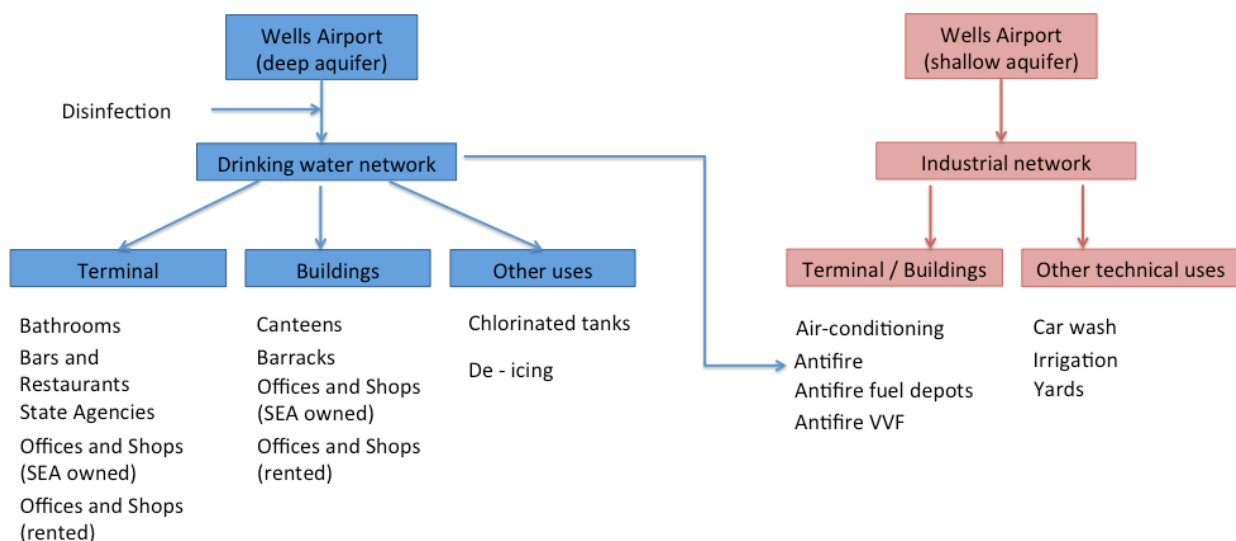 Wells Airport
(deep aquifer)
Wells Airport
(shallow aquifer)
Disinfection
Drinking water network
Industrial network
Terminal
Buildings
Other uses
Terminal / Buildings
Other technical uses
Bathrooms
Bars and
Restaurants
State Agencies
Offices and Shops
(SEA owned)
Offices and Shops
(rented)
Canteens
Barracks
Offices and Shops
(SEA owned)
Offices and Shops
(rented)
Chlorinated tanks
De - icing
Air-conditioning
Antifire
Antifire fuel depots
Antifire VVF
Car wash
Irrigation
Yards